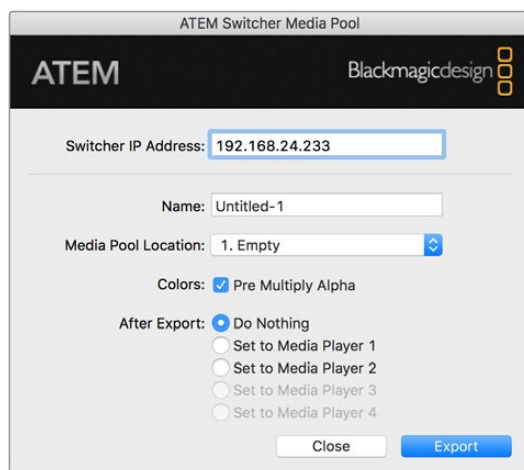 ATEM Switcher Media Pool
ATEM
Blackmagicdesign
Switcher IP Address: 192.168.24.233
Name: Untitled-1
Media Pool Location: 1. Empty
Colors: Pre Multiply Alpha
After Export: Do Nothing
Set to Media Player 1
Set to Media Player 2
Set to Media Player 3
Set to Media Player 4
Close Export